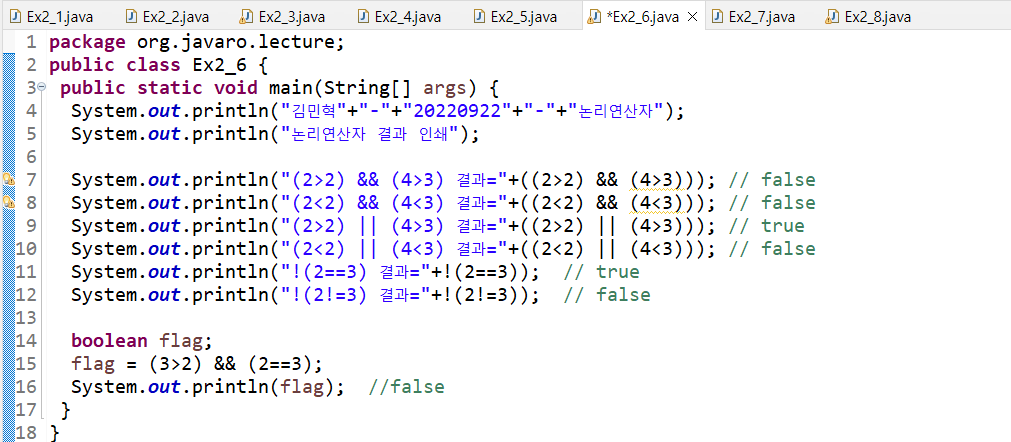 Ex2_1.java Ex2_2.java Ex2_3.java Ex2_4.java Ex2_5.java *Ex2_6.java Ex2_7.java Ex2_8.java
1 package org.javaro.lecture;
2 public class Ex2_6 {
3 public static void main(String[] args) {
4 System.out.println("김민혁"+"-"+"20220922"+"-"+"논리연산자");
5 System.out.println("논리연산자 결과 인쇄");
6
7 System.out.println("(2>2) && (4>3) 결과="+((2>2) && (4>3))); // false
8 System.out.println("(2<2) && (4<3) 결과="+((2<2) && (4<3))); // false
9 System.out.println("(2>2) || (4>3) 결과="+((2>2) || (4>3))); // true
10 System.out.println("(2<2) || (4<3) 결과="+((2<2) || (4<3))); // false
11 System.out.println("!(2==3) 결과="+!(2==3)); // true
12 System.out.println("!(2!=3) 결과="+!(2!=3)); // false
13
14 boolean flag;
15 flag = (3>2) && (2==3);
16 System.out.println(flag); //false
17 }
18 }